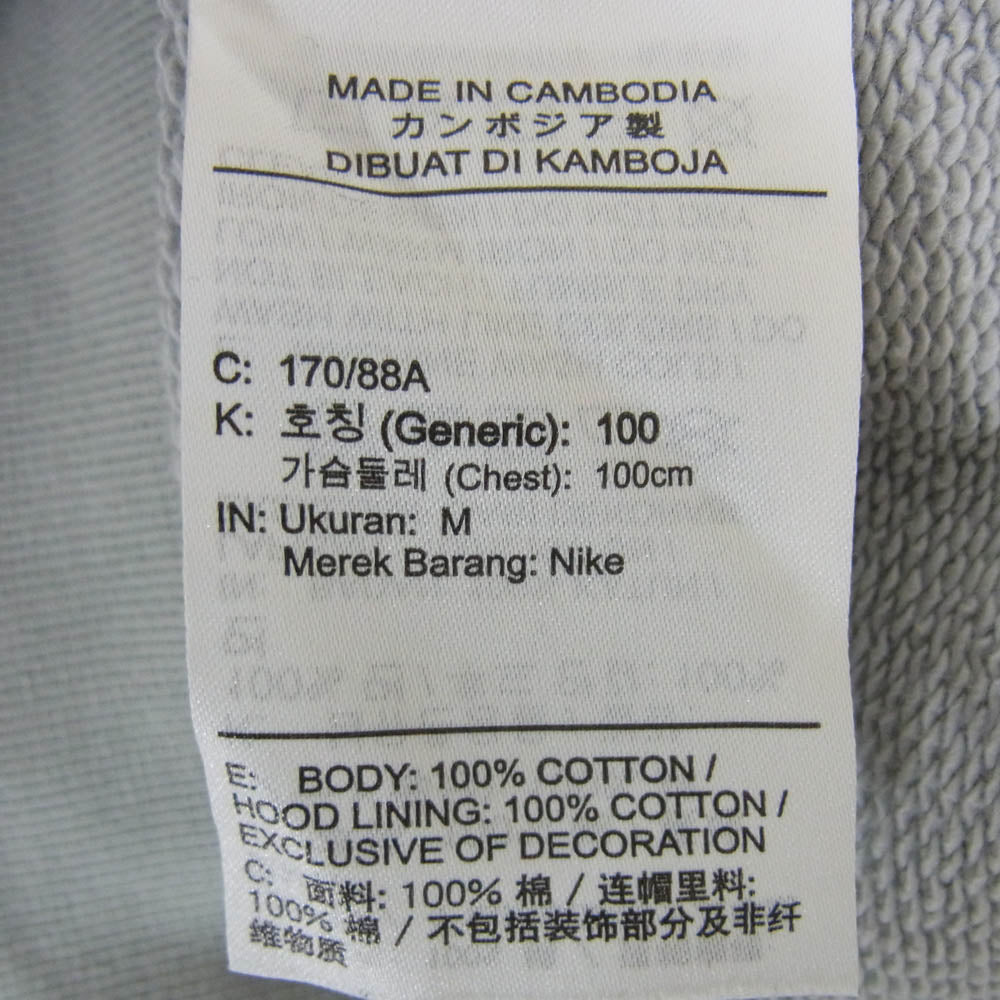 MADE IN CAMBODIA
カンボジア製
DIBUAT DI KAMBOJA
C: 170/88A
K: 호칭 (Generic): 100
가슴둘레 (Chest): 100cm
IN: Ukuran: M
Merek Barang: Nike
E: BODY: 100% COTTON /
HOOD LINING: 100% COTTON /
EXCLUSIVE OF DECORATION
C: 面料: 100% 棉 / 连帽里料:
100% 棉 / 不包括装饰部分及非纤
维物质